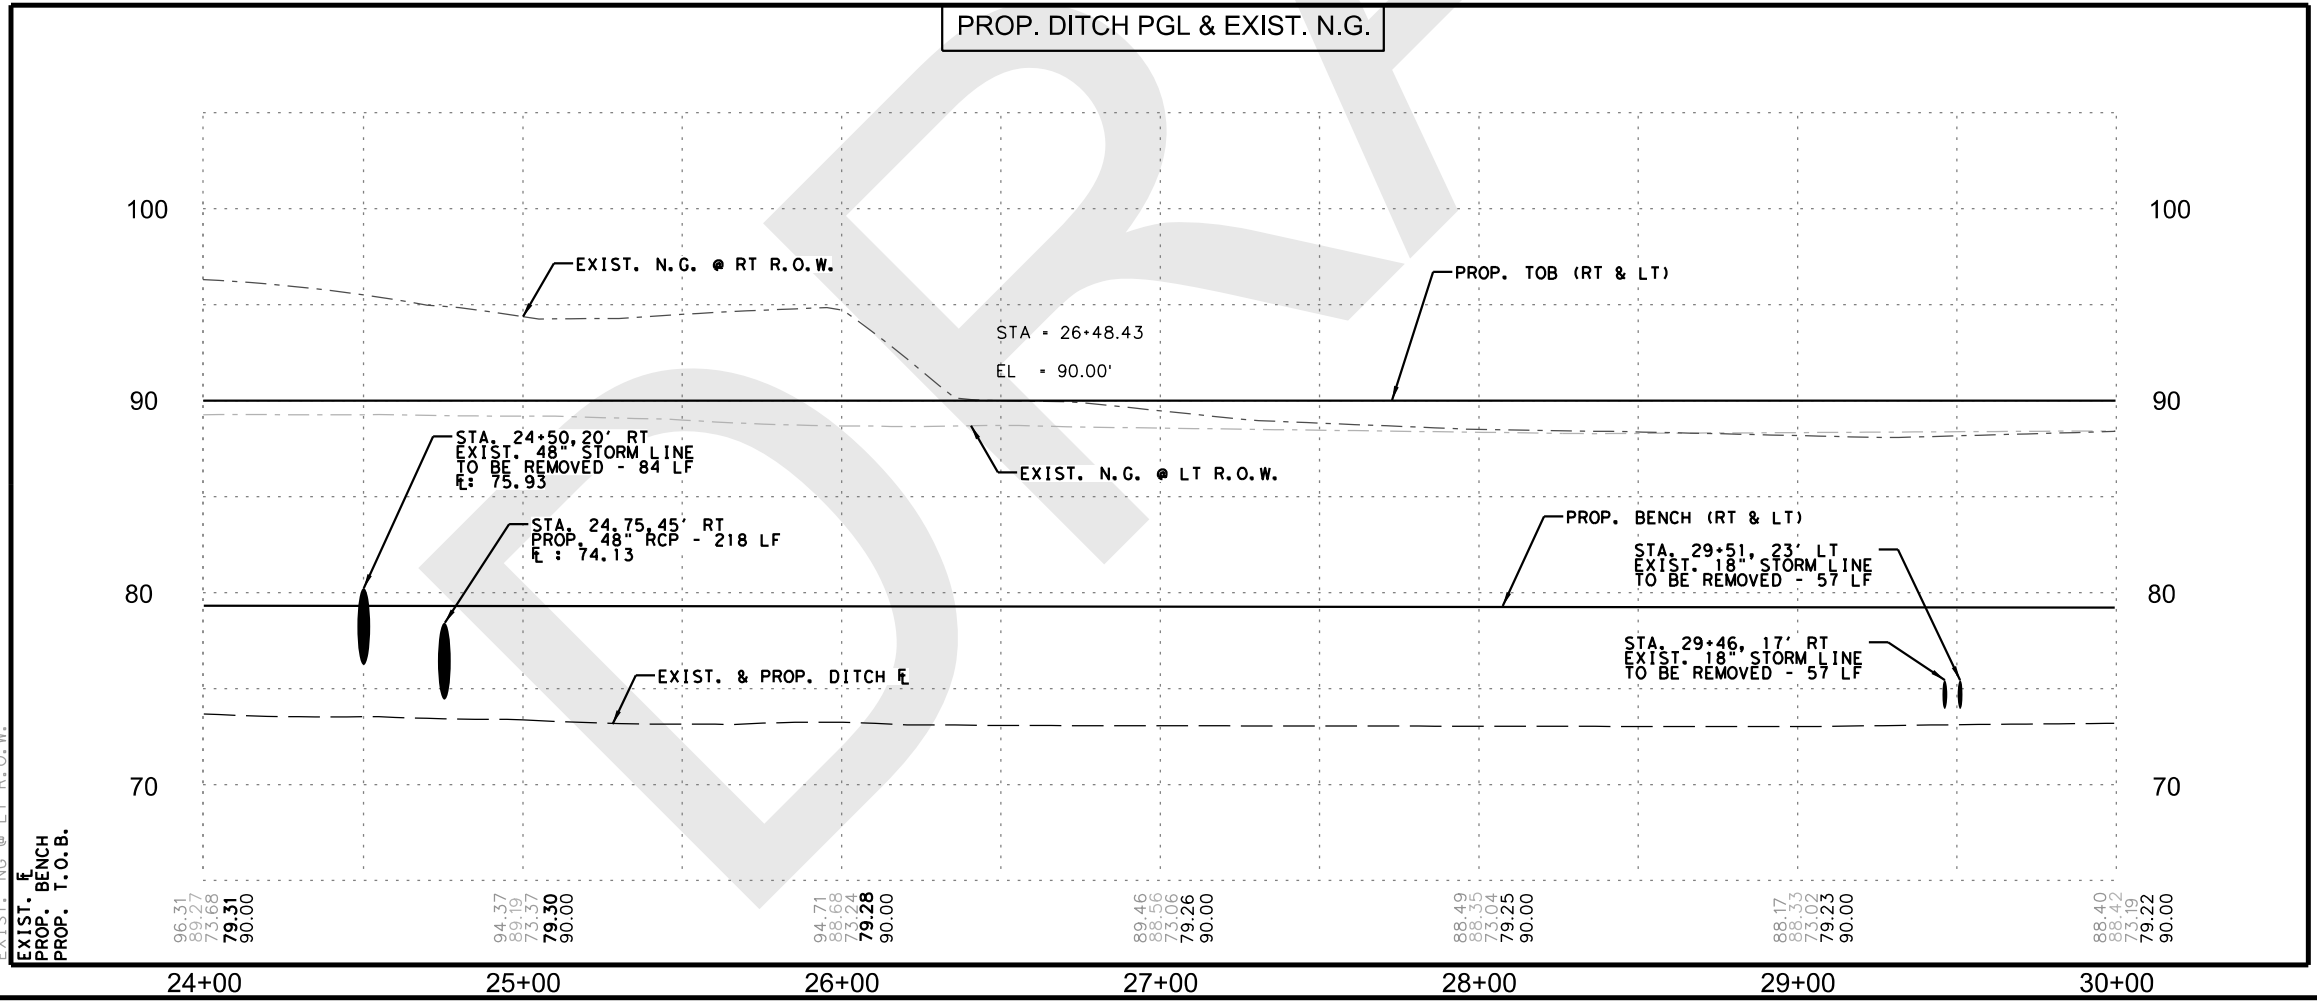 PROP. DITCH PGL & EXIST. N.G.
100
100
EXIST. N.G. @ RT R.O.W.
PROP. TOB (RT & LT)
STA = 26+48.43
EL = 90.00'
90
90
STA. 24+50,20' RT
EXIST. 48" STORM LINE
TO BE REMOVED - 84 LF
FL: 75.93
EXIST. N.G. @ LT R.O.W.
STA. 24.75,45' RT
PROP. 48" RCP - 218 LF
FL : 74.13
PROP. BENCH (RT & LT)
STA. 29+51, 23' LT
EXIST. 18" STORM LINE
TO BE REMOVED - 57 LF
80
80
STA. 29+46, 17' RT
EXIST. 18" STORM LINE
TO BE REMOVED - 57 LF
EXIST. & PROP. DITCH FL
70
70
EXIST. NG @ LT R.O.W.
EXIST. FL
PROP. BENCH
PROP. T.O.B.
96.31
89.27
73.68
79.31
90.00
94.37
89.19
73.37
79.30
90.00
94.71
88.68
73.24
79.28
90.00
89.46
88.56
73.06
79.26
90.00
88.49
88.35
73.04
79.25
90.00
88.17
88.33
73.02
79.23
90.00
88.40
88.42
73.19
79.22
90.00
24+00
25+00
26+00
27+00
28+00
29+00
30+00